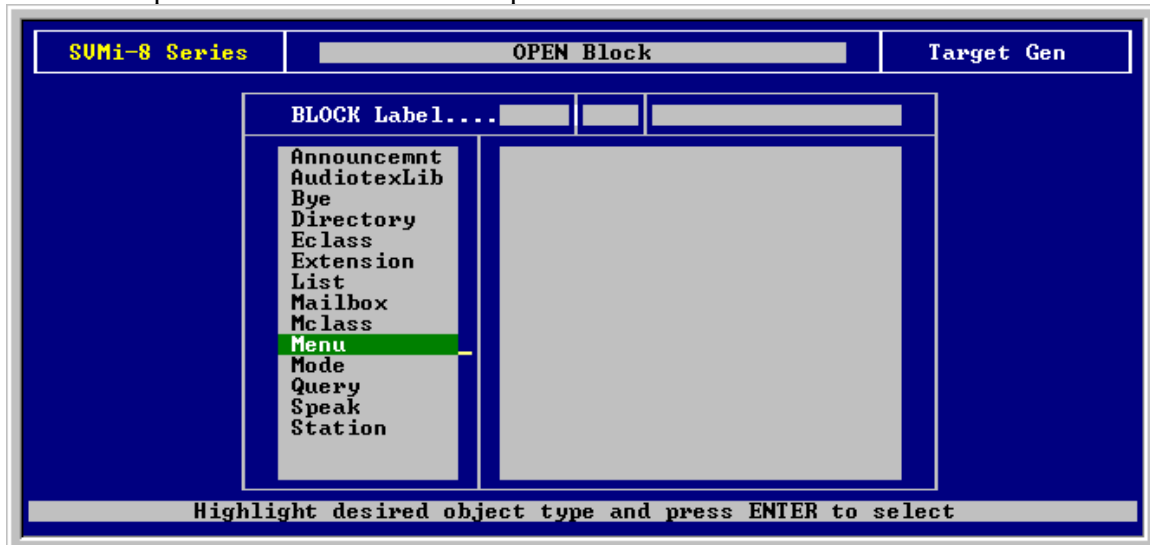 SVMi-8 Series OPEN Block Target Gen
BLOCK Label....
Announcemnt
AudiotexLib
Bye
Directory
Eclass
Extension
List
Mailbox
Mclass
Menu
Mode
Query
Speak
Station
Highlight desired object type and press ENTER to select